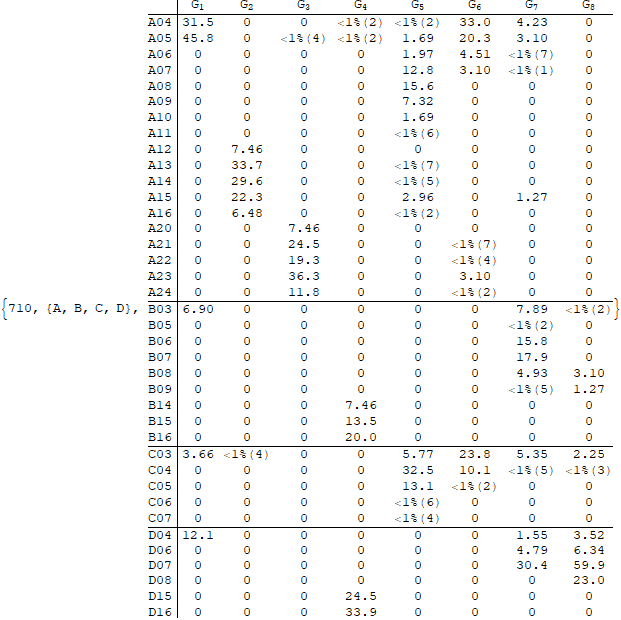 G₁ G₂ G₃ G₄ G₅ G₆ G₇ G₈
A04 31.5 0 0 <1%(2) <1%(2) 33.0 4.23 0
A05 45.8 0 <1%(4) <1%(2) 1.69 20.3 3.10 0
A06 0 0 0 0 1.97 4.51 <1%(7) 0
A07 0 0 0 0 12.8 3.10 <1%(1) 0
A08 0 0 0 0 15.6 0 0 0
A09 0 0 0 0 7.32 0 0 0
A10 0 0 0 0 1.69 0 0 0
A11 0 0 0 0 <1%(6) 0 0 0
A12 0 7.46 0 0 0 0 0 0
A13 0 33.7 0 0 <1%(7) 0 0 0
A14 0 29.6 0 0 <1%(5) 0 0 0
A15 0 22.3 0 0 2.96 0 1.27 0
A16 0 6.48 0 0 <1%(2) 0 0 0
A20 0 0 7.46 0 0 0 0 0
A21 0 0 24.5 0 0 <1%(7) 0 0
A22 0 0 19.3 0 0 <1%(4) 0 0
A23 0 0 36.3 0 0 3.10 0 0
A24 0 0 11.8 0 0 <1%(2) 0 0
{710, {A, B, C, D}, B03 6.90 0 0 0 0 0 7.89 <1%(2)}
B05 0 0 0 0 0 0 <1%(2) 0
B06 0 0 0 0 0 0 15.8 0
B07 0 0 0 0 0 0 17.9 0
B08 0 0 0 0 0 0 4.93 3.10
B09 0 0 0 0 0 0 <1%(5) 1.27
B14 0 0 0 7.46 0 0 0 0
B15 0 0 0 13.5 0 0 0 0
B16 0 0 0 20.0 0 0 0 0
C03 3.66 <1%(4) 0 0 5.77 23.8 5.35 2.25
C04 0 0 0 0 32.5 10.1 <1%(5) <1%(3)
C05 0 0 0 0 13.1 <1%(2) 0 0
C06 0 0 0 0 <1%(6) 0 0 0
C07 0 0 0 0 <1%(4) 0 0 0
D04 12.1 0 0 0 0 0 1.55 3.52
D06 0 0 0 0 0 0 4.79 6.34
D07 0 0 0 0 0 0 30.4 59.9
D08 0 0 0 0 0 0 0 23.0
D15 0 0 0 24.5 0 0 0 0
D16 0 0 0 33.9 0 0 0 0